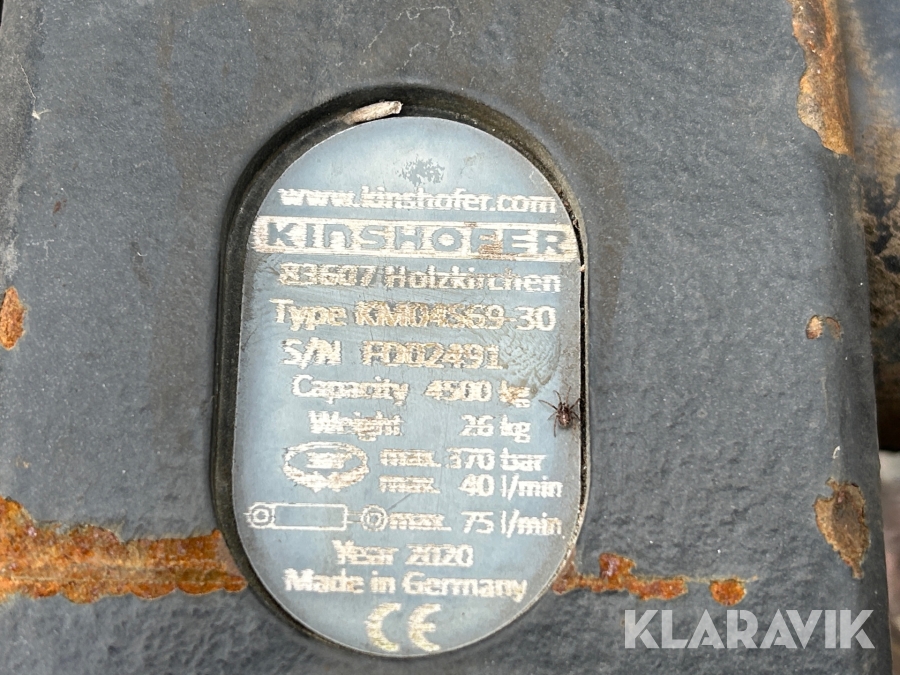 www.kinshofer.com
KINSHOFER
83607 Holzkirchen
Type KM04S69-30
S/N FD02491
Capacity 4500 kg
Weight 26 kg
max. 370 bar
max. 40 l/min
max. 75 l/min
Year 2020
Made in Germany
CE
KLARAVIK